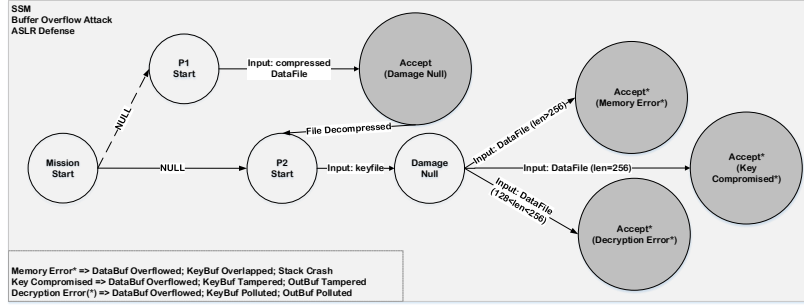 SSM
Buffer Overflow Attack
ASLR Defense
P1
Start
Input: compressed
DataFile
Accept
(Damage Null)
NULL
File Decompressed
Mission
Start
NULL
P2
Start
Input: keyfile
Damage
Null
Input: DataFile (len>256)
Accept*
(Memory Error*)
Input: DataFile (len=256)
Accept*
(Key
Compromised*)
Input: DataFile
(128<len<256)
Accept*
(Decryption Error*)
Memory Error* => DataBuf Overflowed; KeyBuf Overlapped; Stack Crash
Key Compromised => DataBuf Overflowed; KeyBuf Tampered; OutBuf Tampered
Decryption Error(*) => DataBuf Overflowed; KeyBuf Polluted; OutBuf Polluted